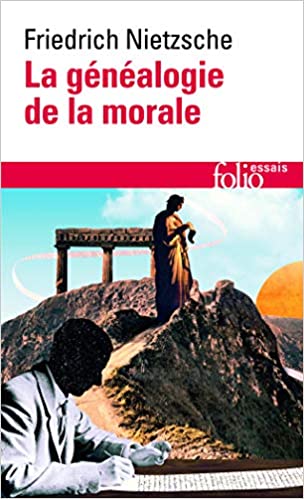 Friedrich Nietzsche
La généalogie
de la morale
essais
folio